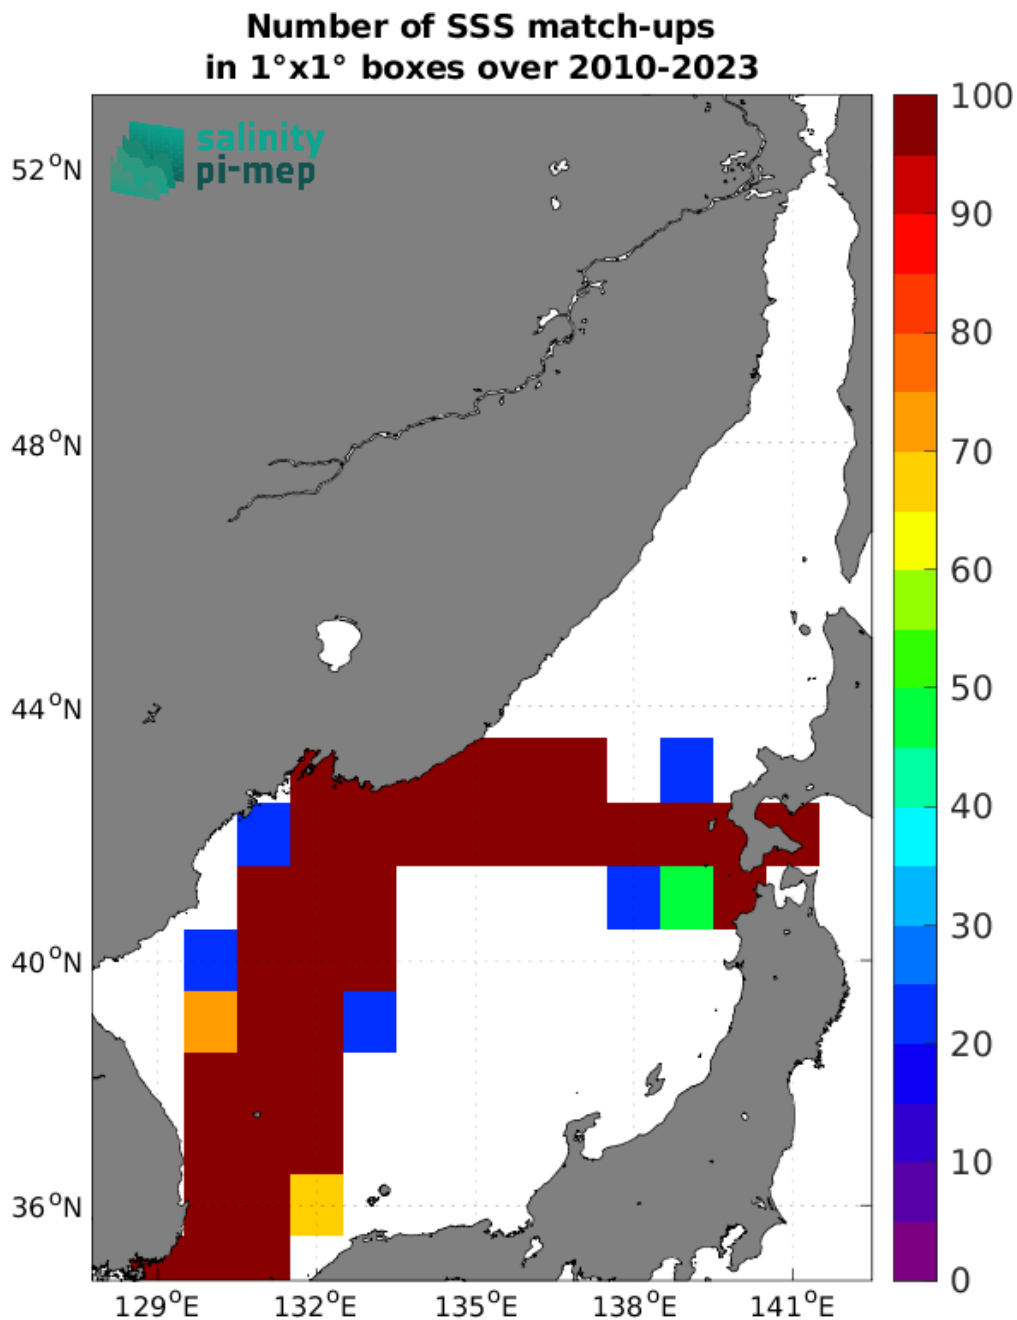 Number of SSS match-ups
in 1°x1° boxes over 2010-2023
salinity
pi-mep
52°N
48°N
44°N
40°N
36°N
129°E
132°E
135°E
138°E
141°E
100
90
80
70
60
50
40
30
20
10
0